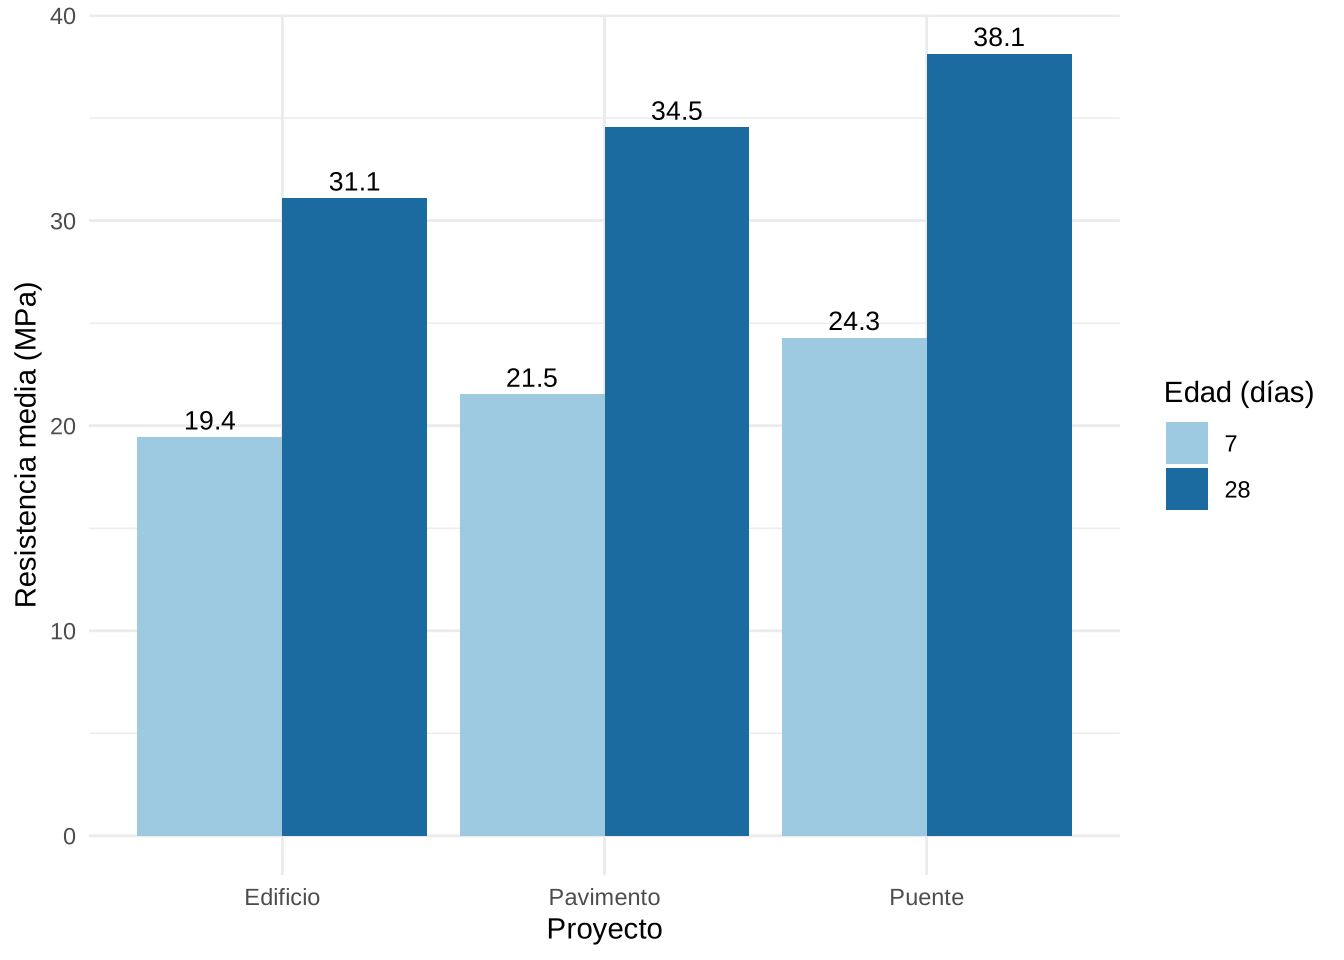 Resistencia media (MPa)
40
30
20
10
0
19.4
31.1
21.5
34.5
24.3
38.1
Edificio
Pavimento
Puente
Proyecto
Edad (días)
7
28